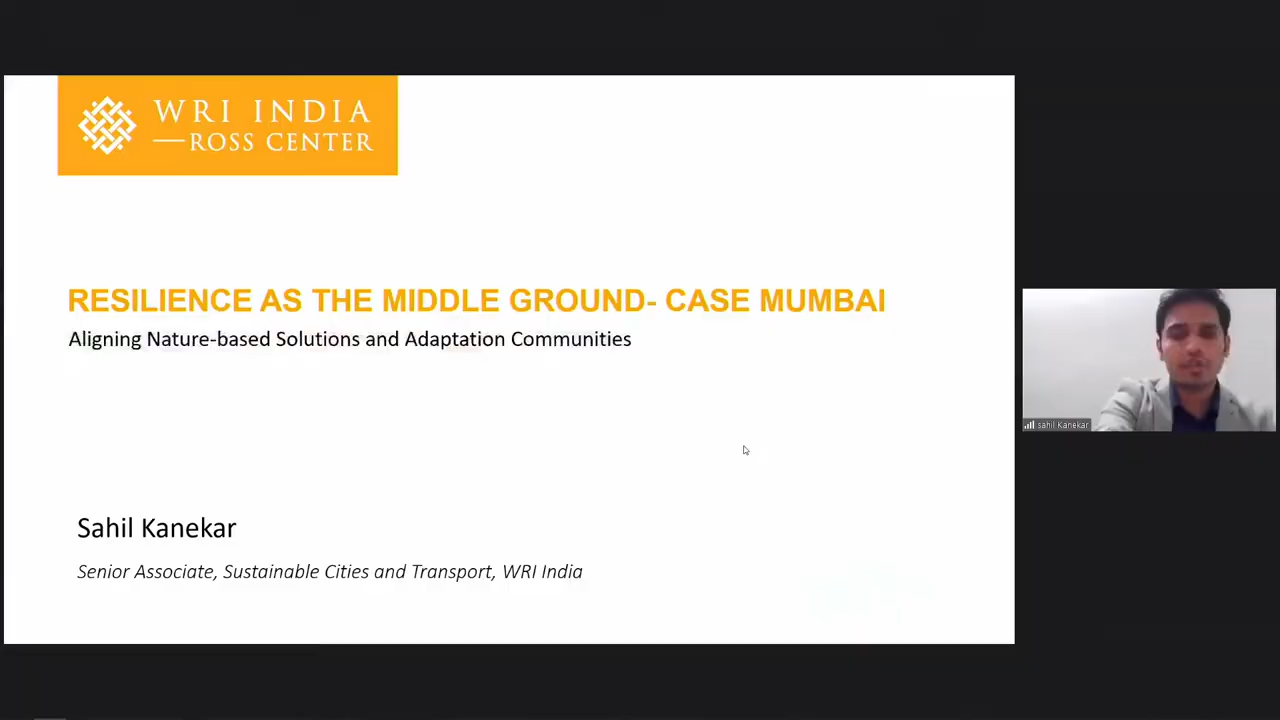 WRI INDIA
ROSS CENTER
RESILIENCE AS THE MIDDLE GROUND- CASE MUMBAI
Aligning Nature-based Solutions and Adaptation Communities
Sahil Kanekar
Senior Associate, Sustainable Cities and Transport, WRI India
sahil Kanekar